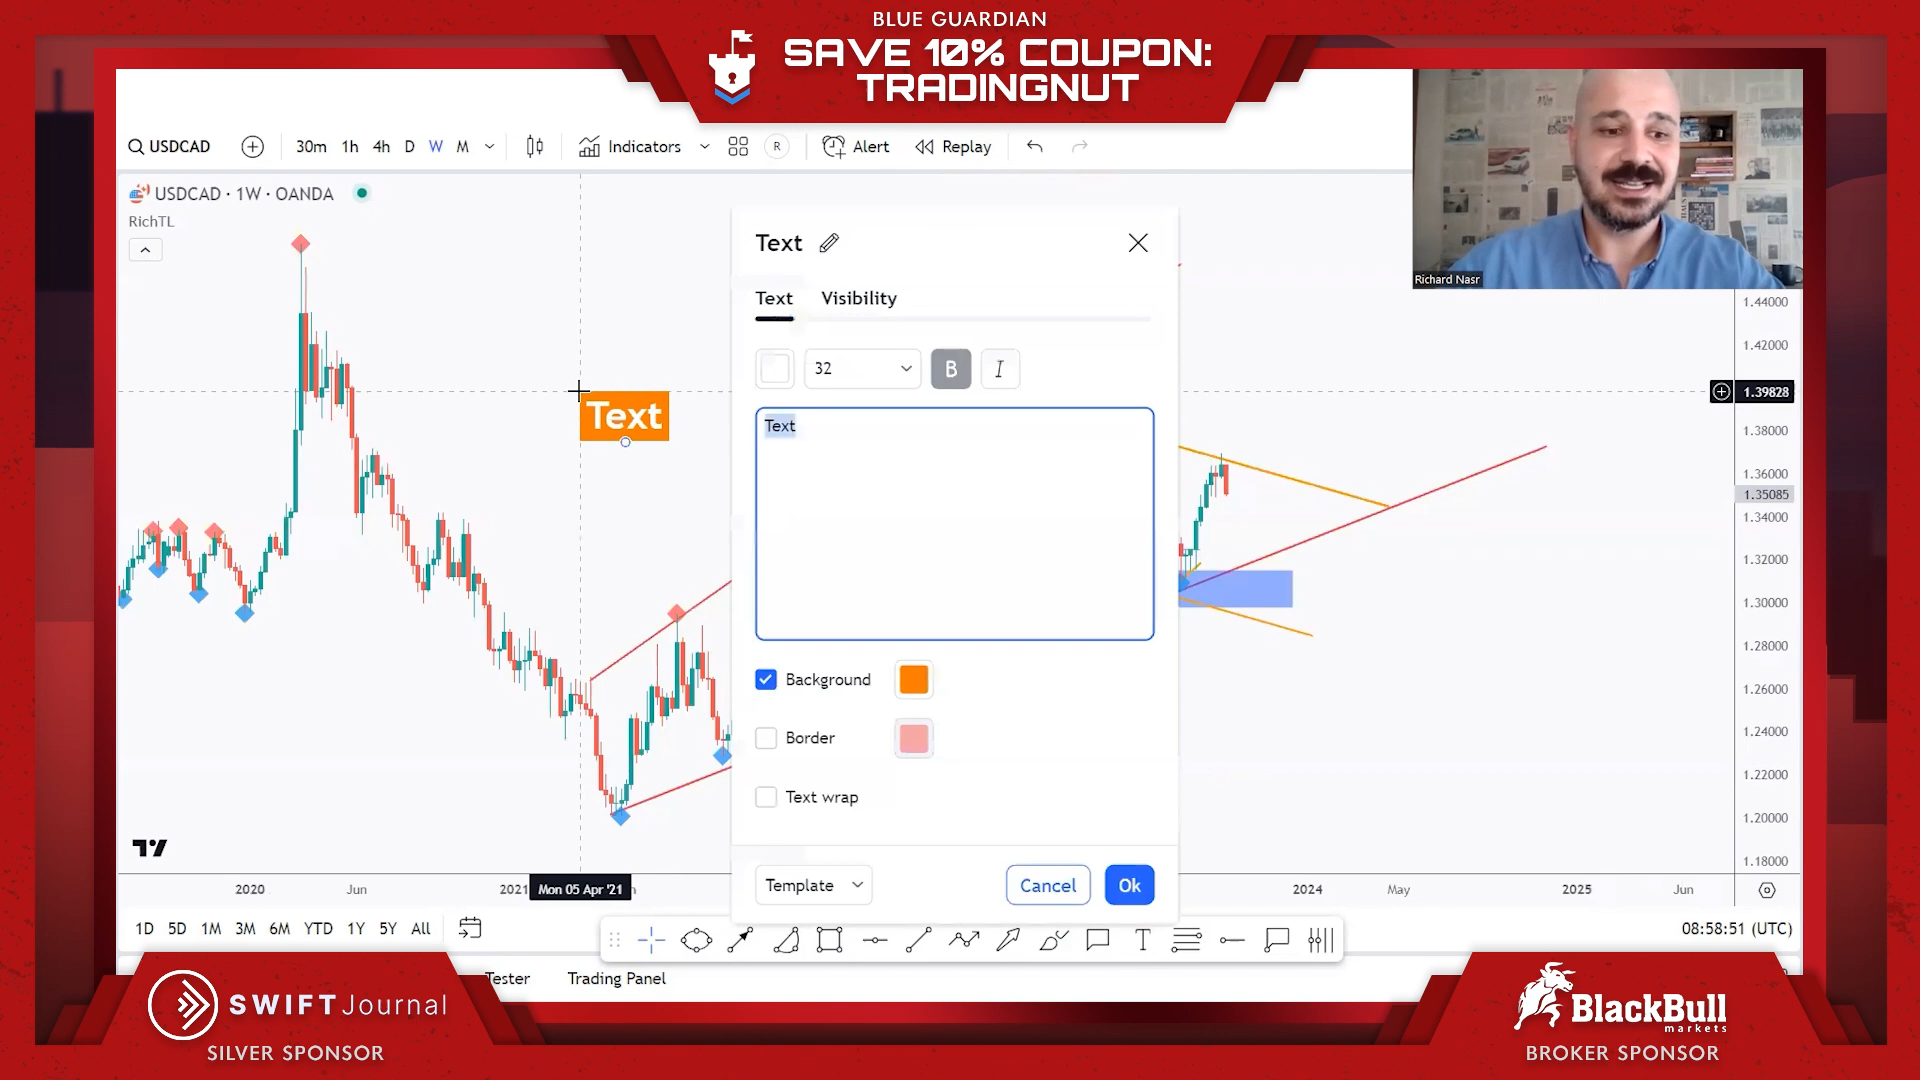 BLUE GUARDIAN
SAVE 10% COUPON:
TRADINGNUT
USDCAD
30m 1h 4h D W M
Indicators
R
Alert
Replay
USDCAD · 1W · OANDA
RichTL
Richard Nasr
Text
Text Visibility
32
B
I
Text
Text
Background
Border
Text wrap
Template
Cancel
Ok
1.44000
1.42000
1.39828
1.38000
1.36000
1.35085
1.34000
1.32000
1.30000
1.28000
1.26000
1.24000
1.22000
1.20000
1.18000
2020 Jun 2021 Mon 05 Apr '21 2024 May 2025 Jun
1D 5D 1M 3M 6M YTD 1Y 5Y All
08:58:51 (UTC)
T
Tester
Trading Panel
SWIFTJournal
SILVER SPONSOR
BlackBull
markets
BROKER SPONSOR